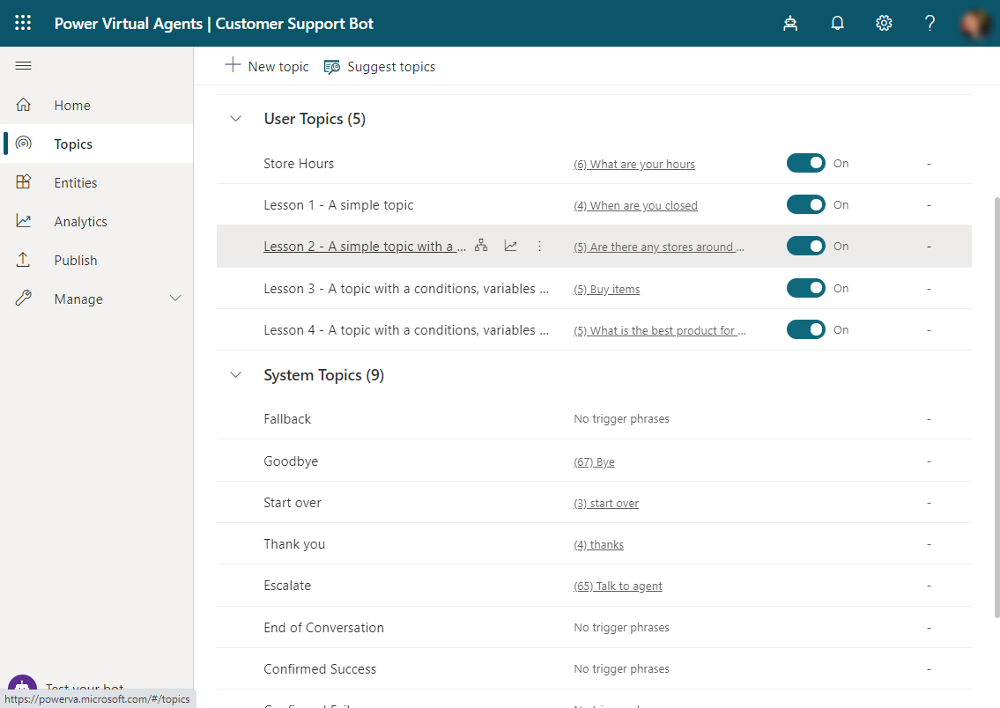 Power Virtual Agents | Customer Support Bot
New topic
Suggest topics
Home
Topics
Entities
Analytics
Publish
Manage
User Topics (5)
Store Hours (6) What are your hours On -
Lesson 1 - A simple topic (4) When are you closed On -
Lesson 2 - A simple topic with a ... (5) Are there any stores around ... On -
Lesson 3 - A topic with a conditions, variables ... (5) Buy items On -
Lesson 4 - A topic with a conditions, variables ... (5) What is the best product for ... On -
System Topics (9)
Fallback No trigger phrases -
Goodbye (67) Bye -
Start over (3) start over -
Thank you (4) thanks -
Escalate (65) Talk to agent -
End of Conversation No trigger phrases -
Confirmed Success No trigger phrases -
Test your bot
https://powerva.microsoft.com/#/topics